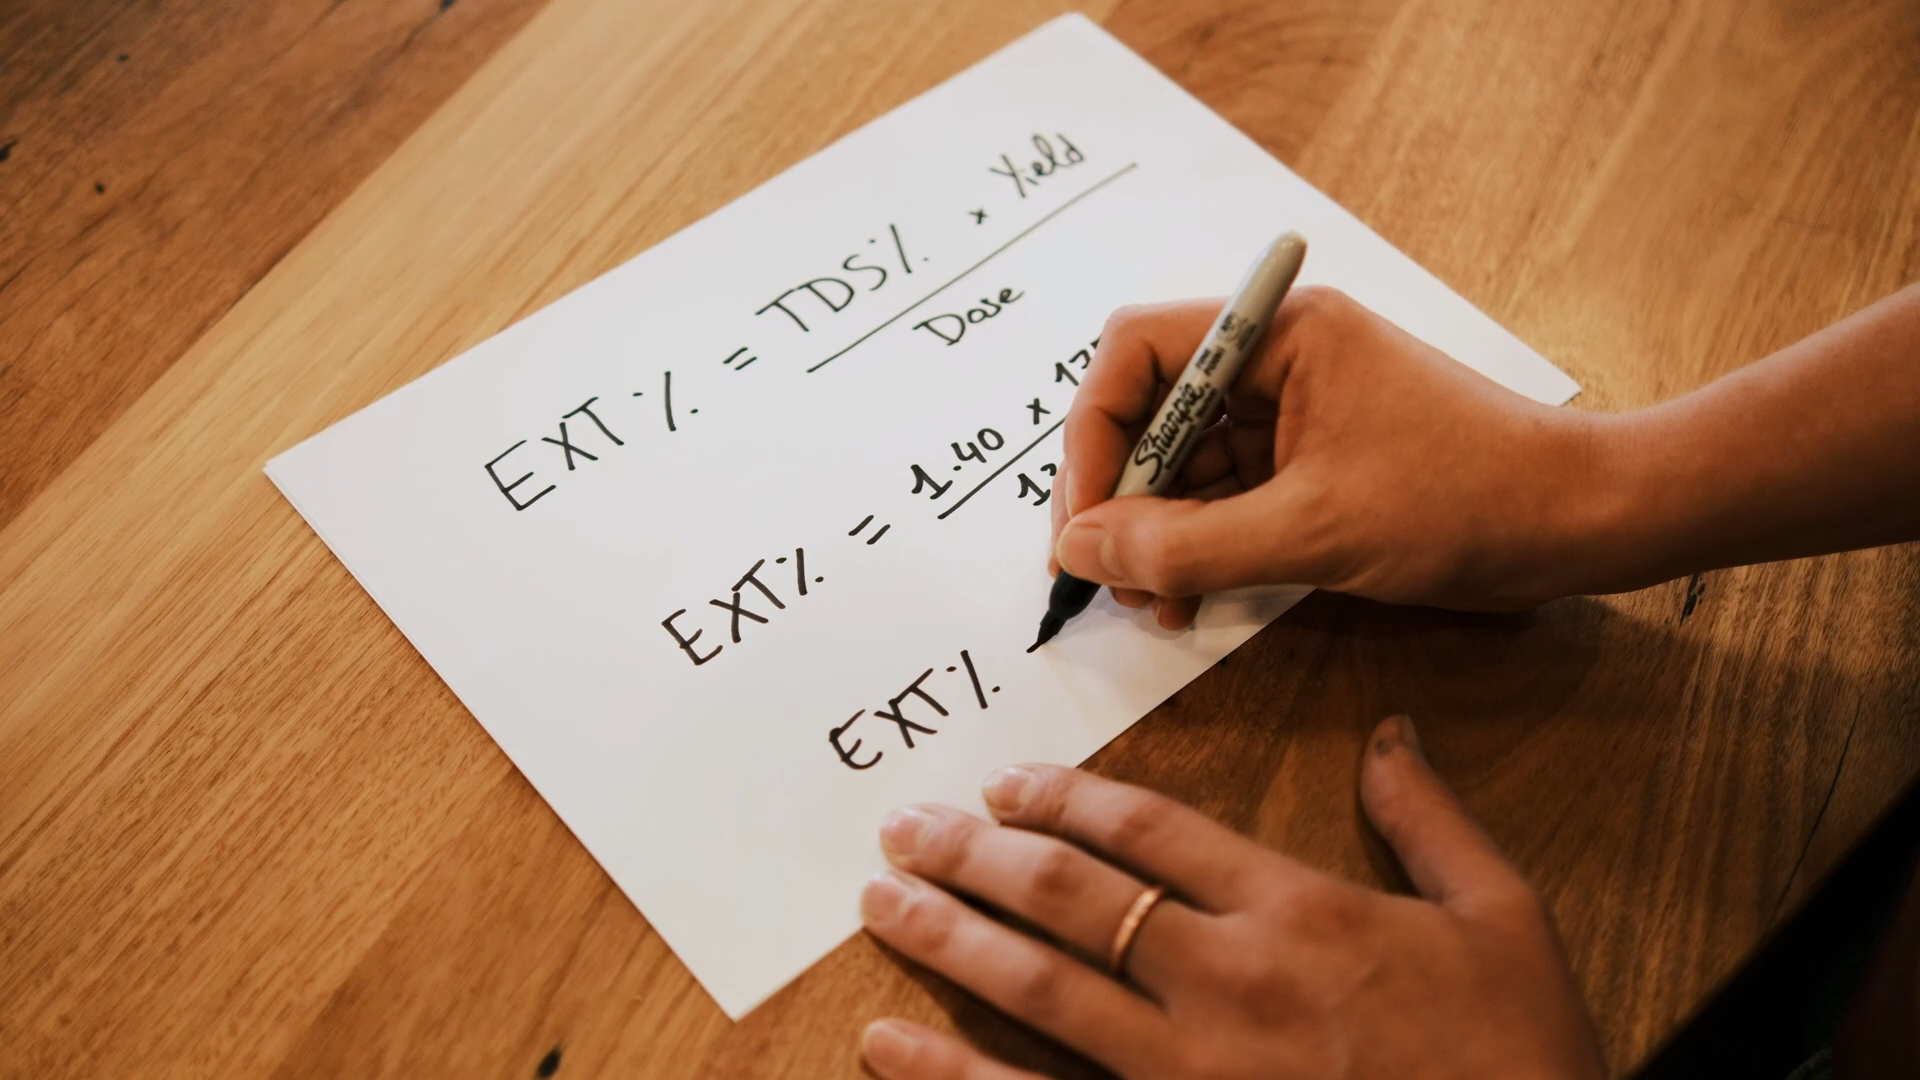 EXT % = TDS% × Yield
Dose
EXT% = 1.40 ×
EXT%
Sharpie